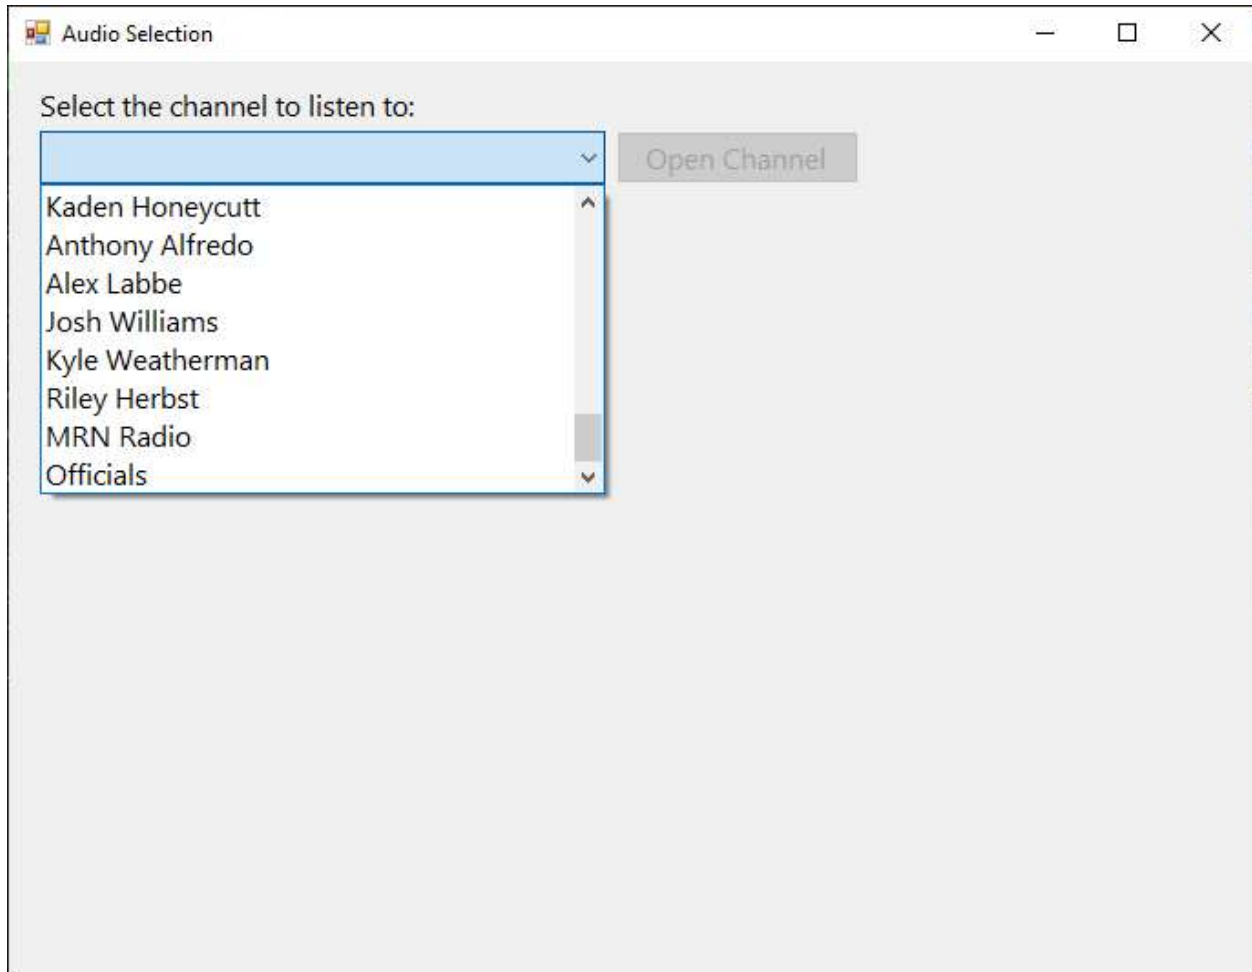 Audio Selection
Select the channel to listen to:
Open Channel
Kaden Honeycutt
Anthony Alfredo
Alex Labbe
Josh Williams
Kyle Weatherman
Riley Herbst
MRN Radio
Officials